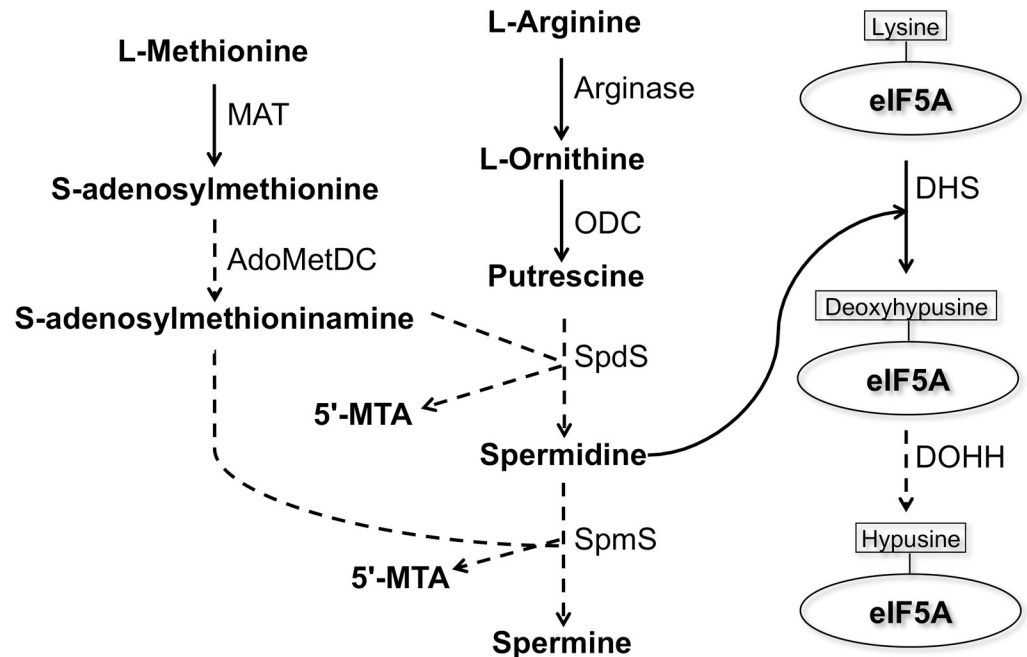 L-Methionine
MAT
S-adenosylmethionine
AdoMetDC
S-adenosylmethioninamine
5'-MTA
5'-MTA
L-Arginine
Arginase
L-Ornithine
ODC
Putrescine
SpdS
Spermidine
SpmS
Spermine
Lysine
eIF5A
DHS
Deoxyhypusine
eIF5A
DOHH
Hypusine
eIF5A